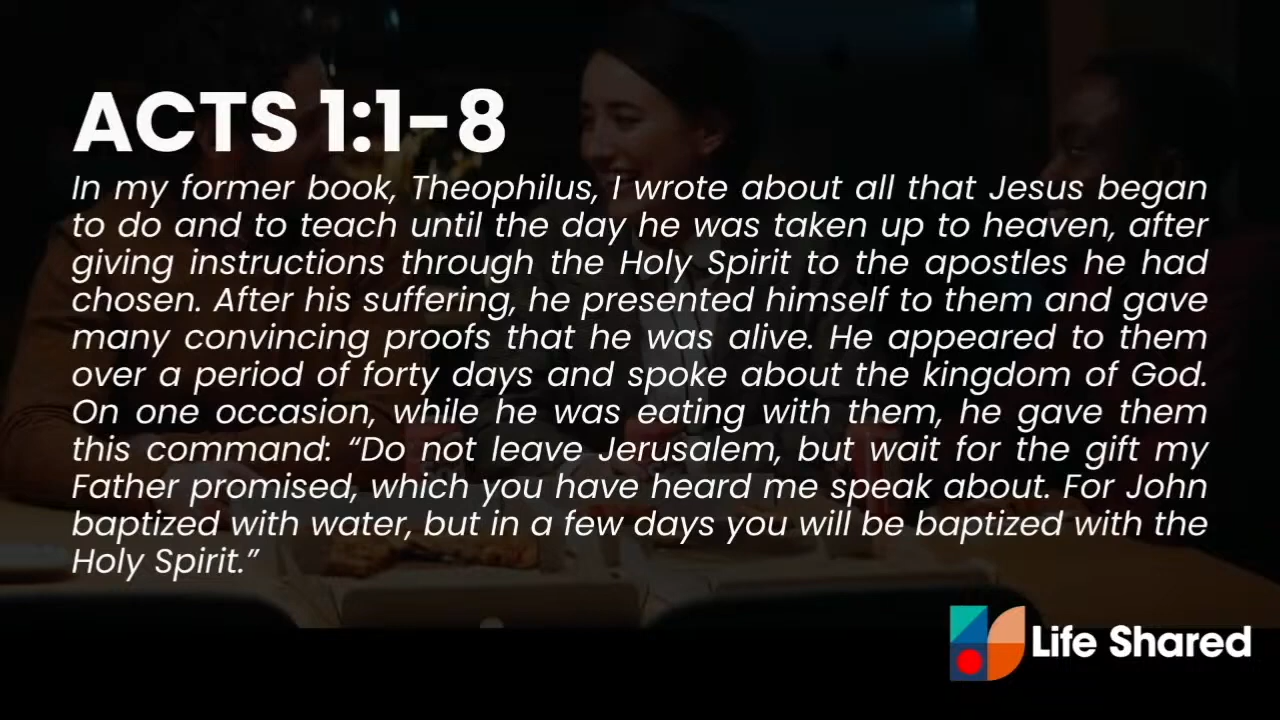 ACTS 1:1-8
In my former book, Theophilus, I wrote about all that Jesus began
to do and to teach until the day he was taken up to heaven, after
giving instructions through the Holy Spirit to the apostles he had
chosen. After his suffering, he presented himself to them and gave
many convincing proofs that he was alive. He appeared to them
over a period of forty days and spoke about the kingdom of God.
On one occasion, while he was eating with them, he gave them
this command: “Do not leave Jerusalem, but wait for the gift my
Father promised, which you have heard me speak about. For John
baptized with water, but in a few days you will be baptized with the
Holy Spirit.”
Life Shared